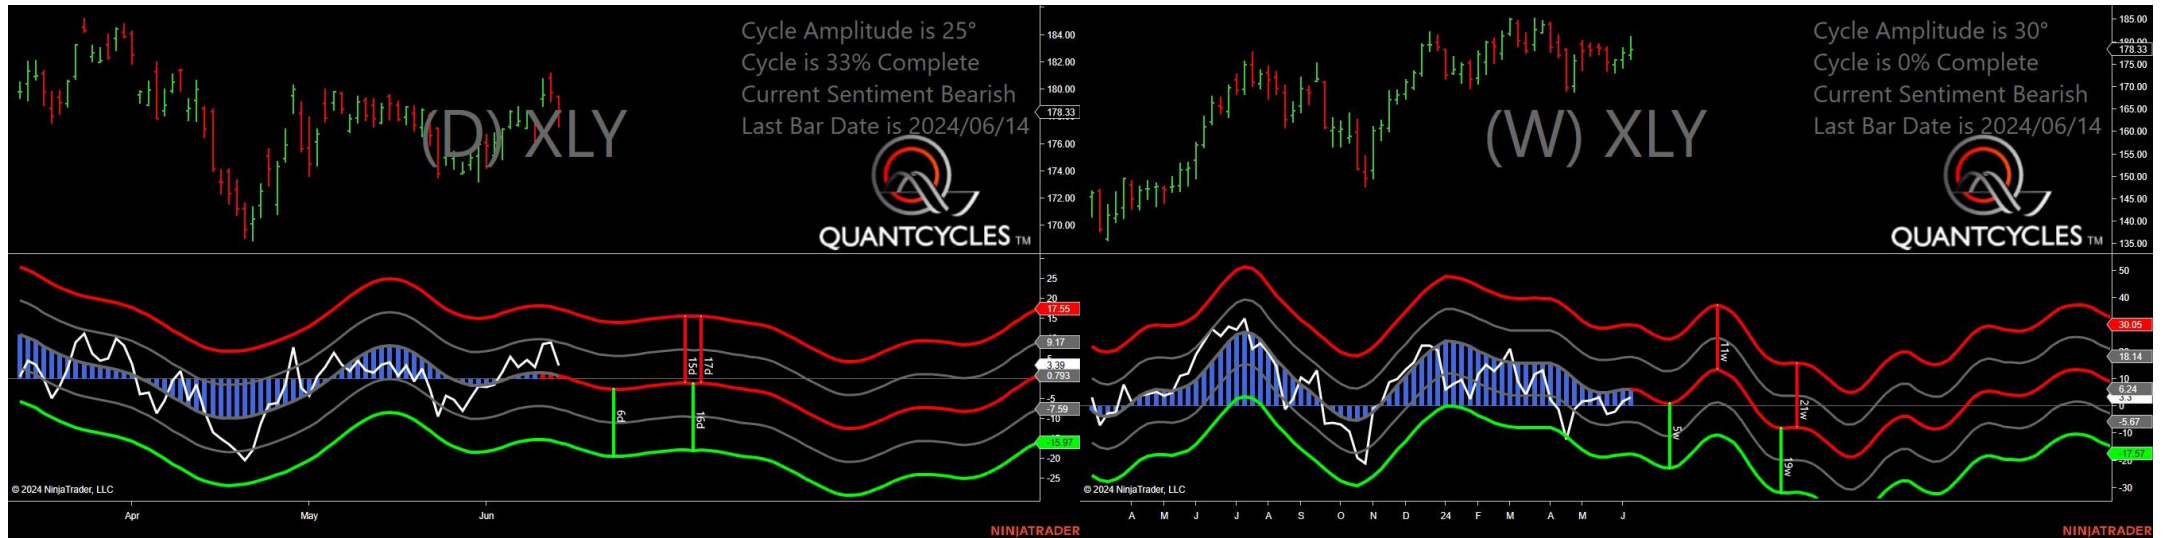 Cycle Amplitude is 25°
Cycle is 33% Complete
Current Sentiment Bearish
Last Bar Date is 2024/06/14
(D) XLY
QUANTCYCLES TM
184.00
182.00
180.00
178.33
176.00
174.00
172.00
170.00
25
20
17.55
15
9.17
5
3.39
0.793
-5
-7.59
-10
-15.97
-20
-25
15d
17d
6d
16d
© 2024 NinjaTrader, LLC
Apr
May
Jun
NINJATRADER
Cycle Amplitude is 30°
Cycle is 0% Complete
Current Sentiment Bearish
Last Bar Date is 2024/06/14
(W) XLY
QUANTCYCLES TM
185.00
180.00
178.33
175.00
170.00
165.00
160.00
155.00
150.00
145.00
140.00
135.00
50
40
30.05
18.14
10
6.24
3.3
0
-5.67
-10
-17.57
-20
-30
11w
21w
5w
19w
© 2024 NinjaTrader, LLC
A
M
J
J
A
S
O
N
D
24
F
M
A
M
J
NINJATRADER